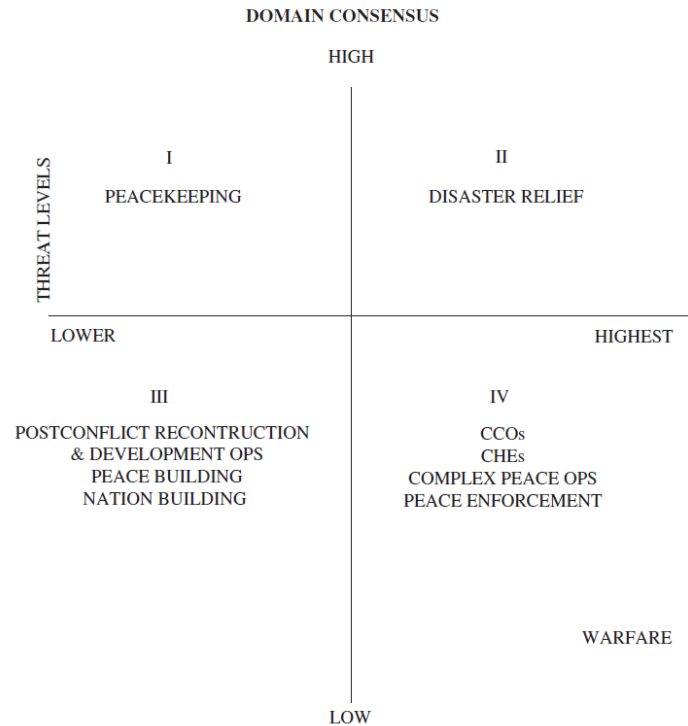 DOMAIN CONSENSUS
HIGH
THREAT LEVELS
I
PEACEKEEPING
II
DISASTER RELIEF
LOWER
HIGHEST
III
POSTCONFLICT RECONTRUCTION
& DEVELOPMENT OPS
PEACE BUILDING
NATION BUILDING
IV
CCOs
CHEs
COMPLEX PEACE OPS
PEACE ENFORCEMENT
WARFARE
LOW